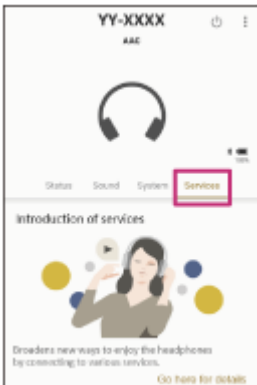 YY-XXXX
AAC
100%
Status Sound System Services
Introduction of services
Broadens new ways to enjoy the headphones
by connecting to various services.
Go here for details